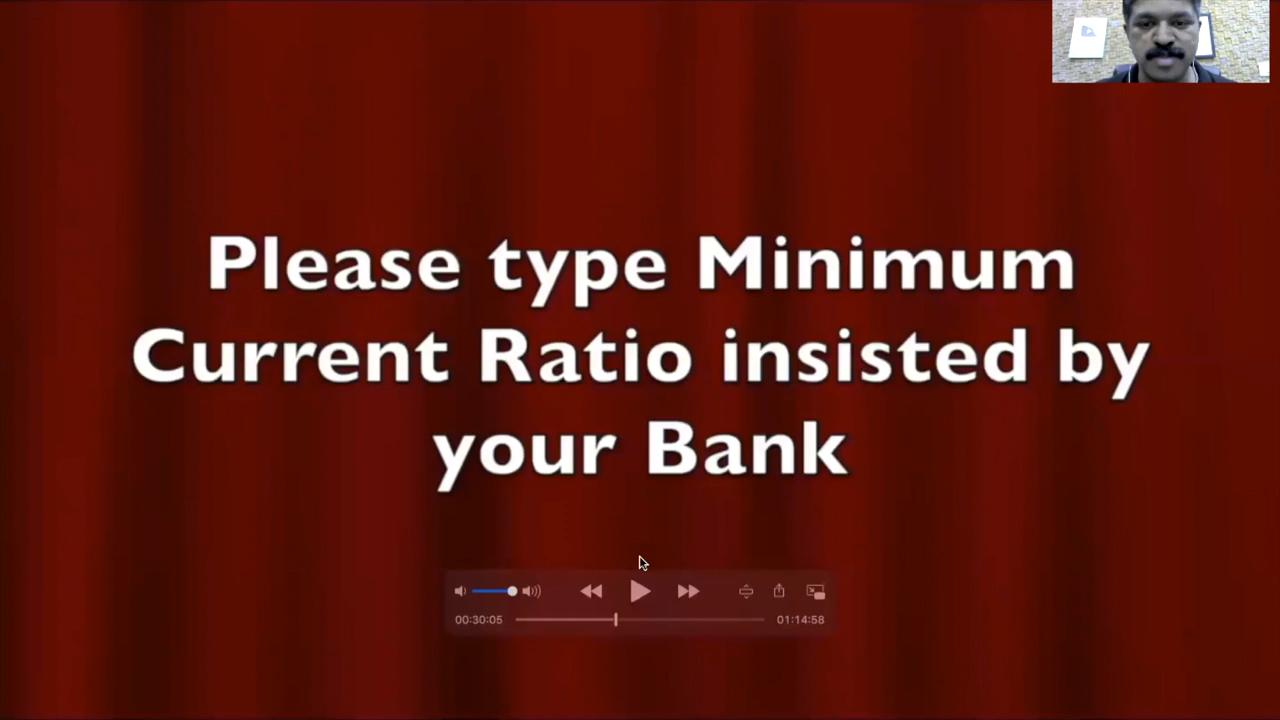 Please type Minimum
Current Ratio insisted by
your Bank
00:30:05
01:14:58